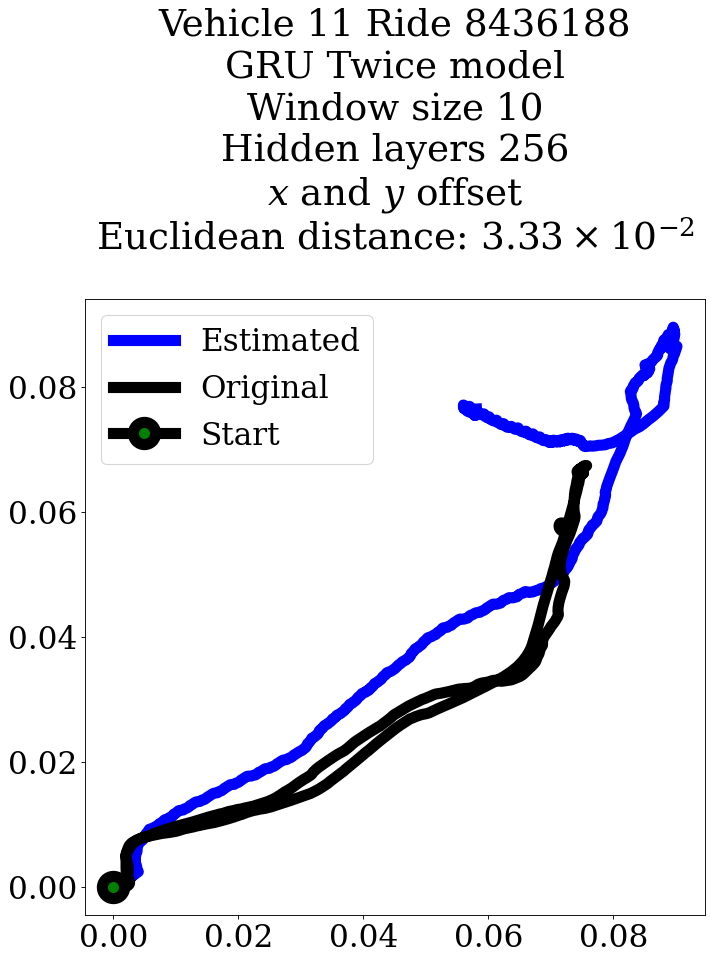 Vehicle 11 Ride 8436188
GRU Twice model
Window size 10
Hidden layers 256
x and y offset
Euclidean distance: 3.33 × 10⁻²
Estimated
Original
Start
0.08
0.06
0.04
0.02
0.00
0.00 0.02 0.04 0.06 0.08